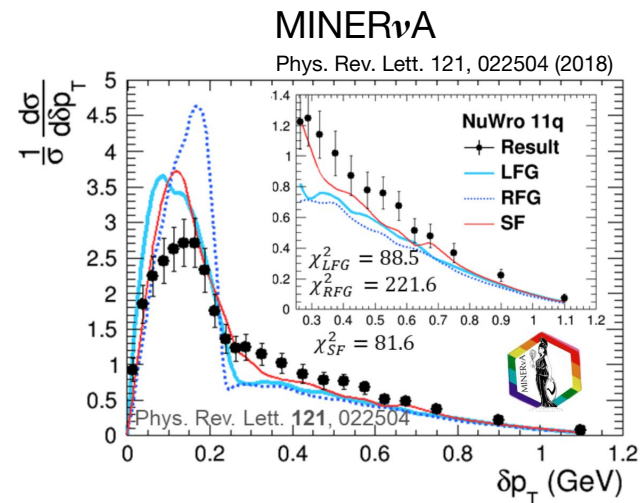 MINERνA
Phys. Rev. Lett. 121, 022504 (2018)
1/σ dσ/dδp_T
5
4.5
4
3.5
3
2.5
2
1.5
1
0.5
0
1.4
1.2
1
0.8
0.6
0.4
0.2
0
0.3 0.4 0.5 0.6 0.7 0.8 0.9 1 1.1 1.2
NuWro 11q
Result
LFG
RFG
SF
χ²_LFG = 88.5
χ²_RFG = 221.6
χ²_SF = 81.6
MINERνA
Phys. Rev. Lett. 121, 022504
0 0.2 0.4 0.6 0.8 1 1.2
δp_T (GeV)